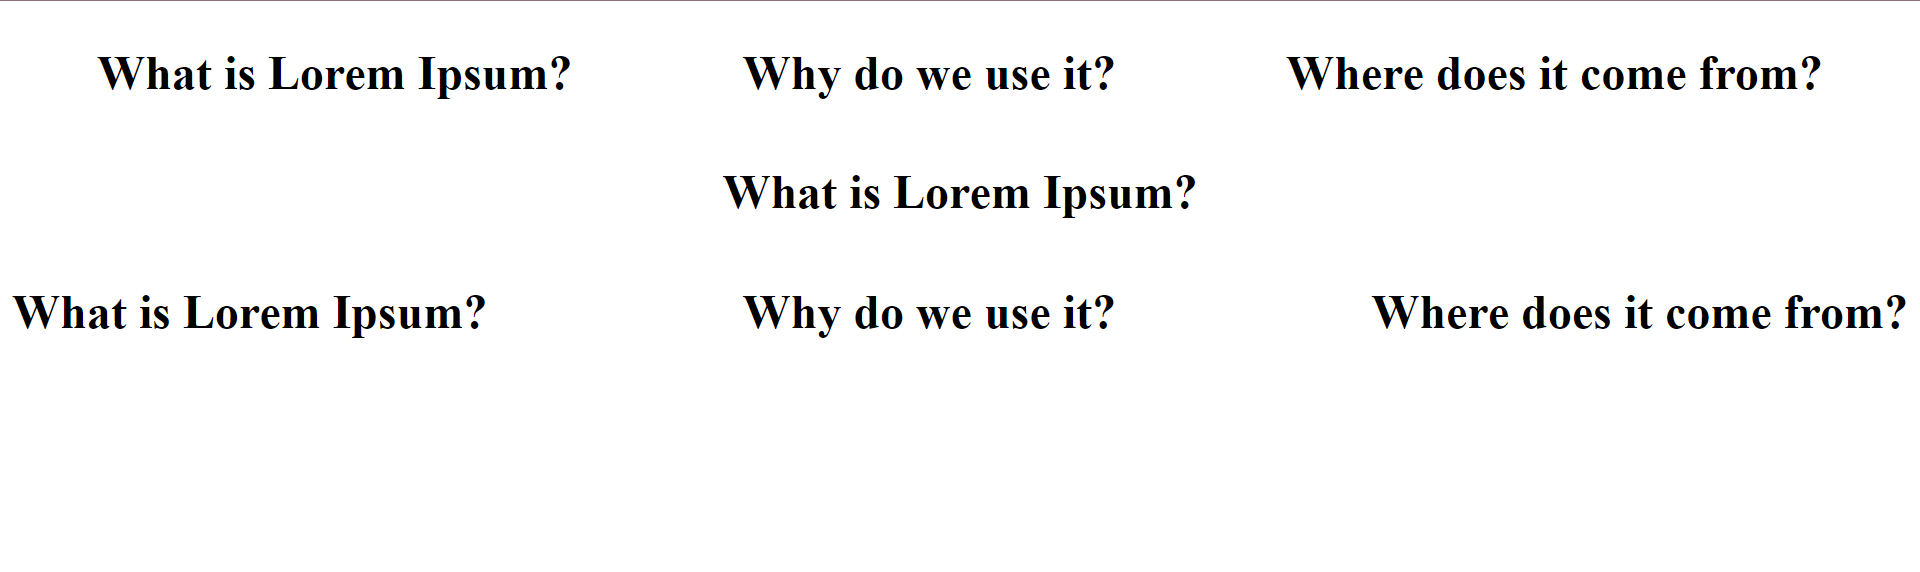 What is Lorem Ipsum? Why do we use it? Where does it come from?
What is Lorem Ipsum?
What is Lorem Ipsum? Why do we use it? Where does it come from?